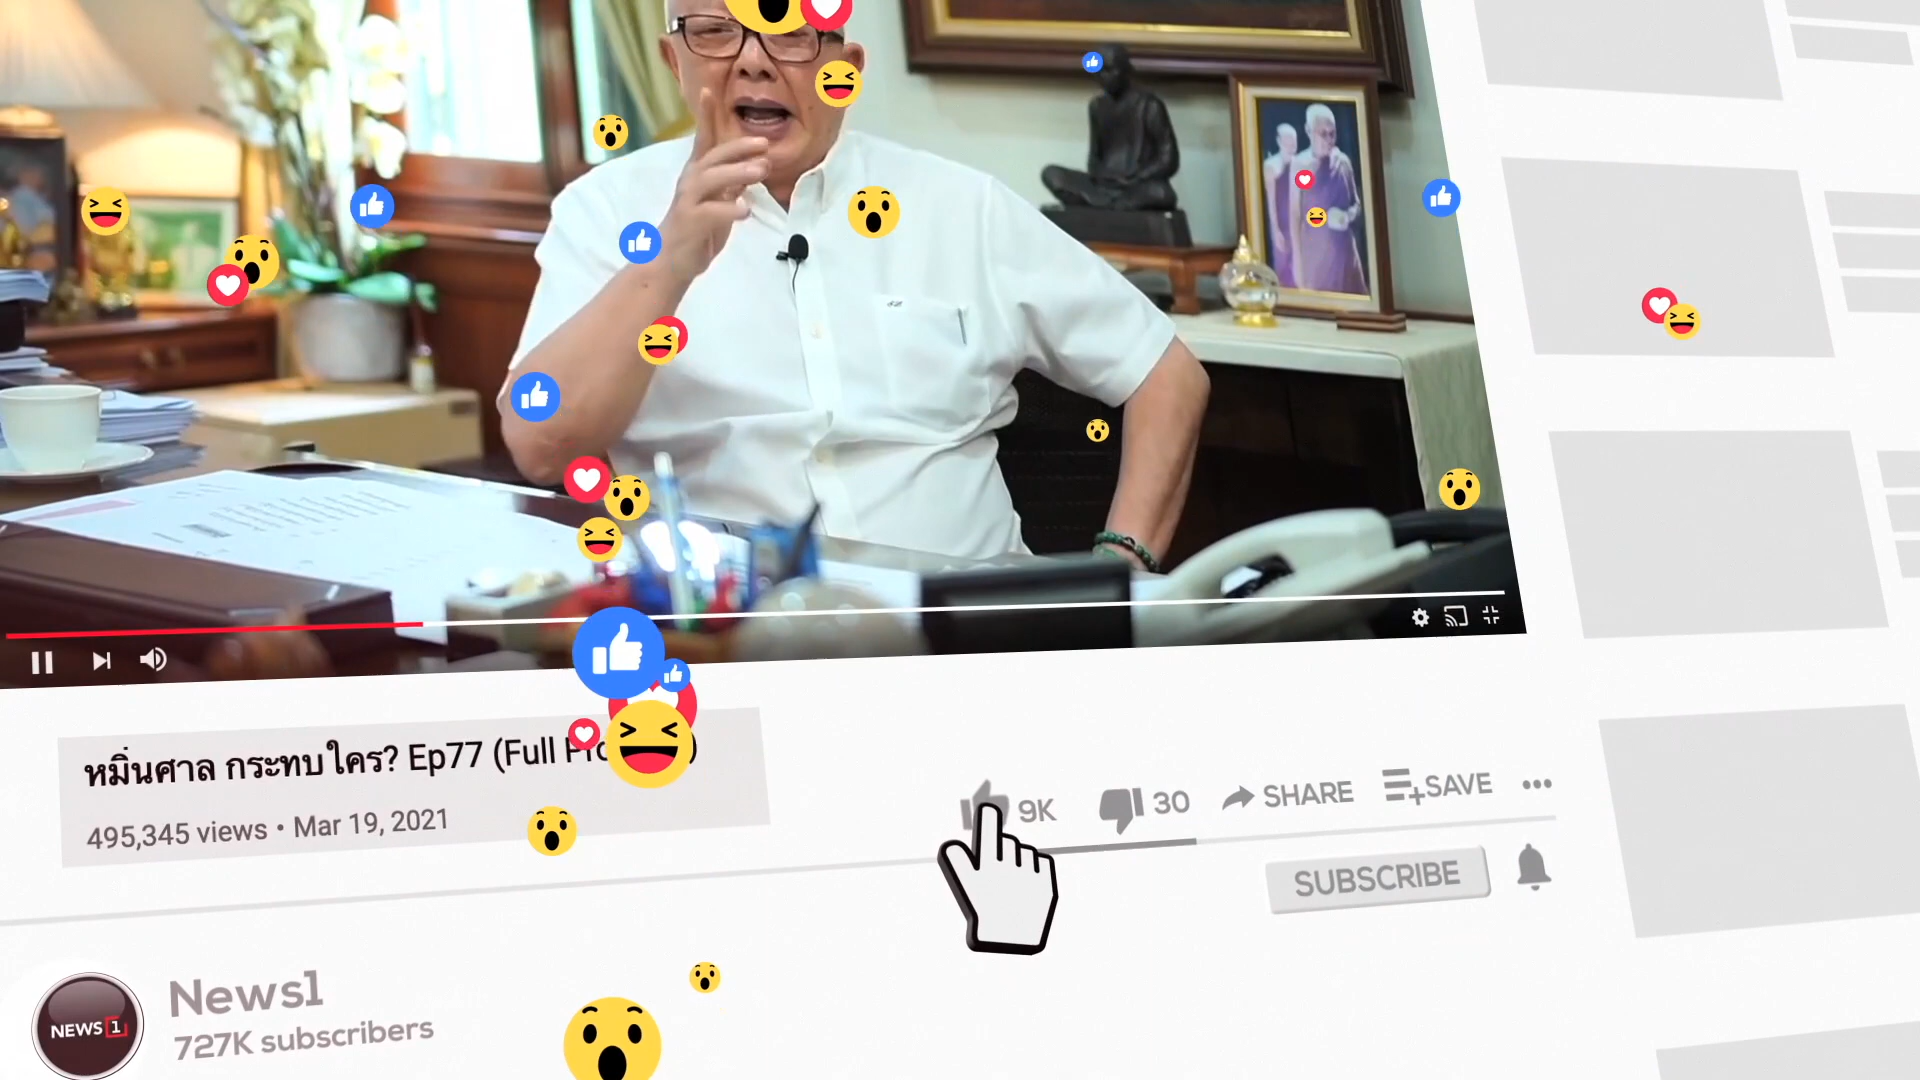 หมิ่นศาล กระทบใคร? Ep77 (Full
495,345 views • Mar 19, 2021
9K
30
SHARE
SAVE
SUBSCRIBE
News1
727K subscribers
NEWS 1